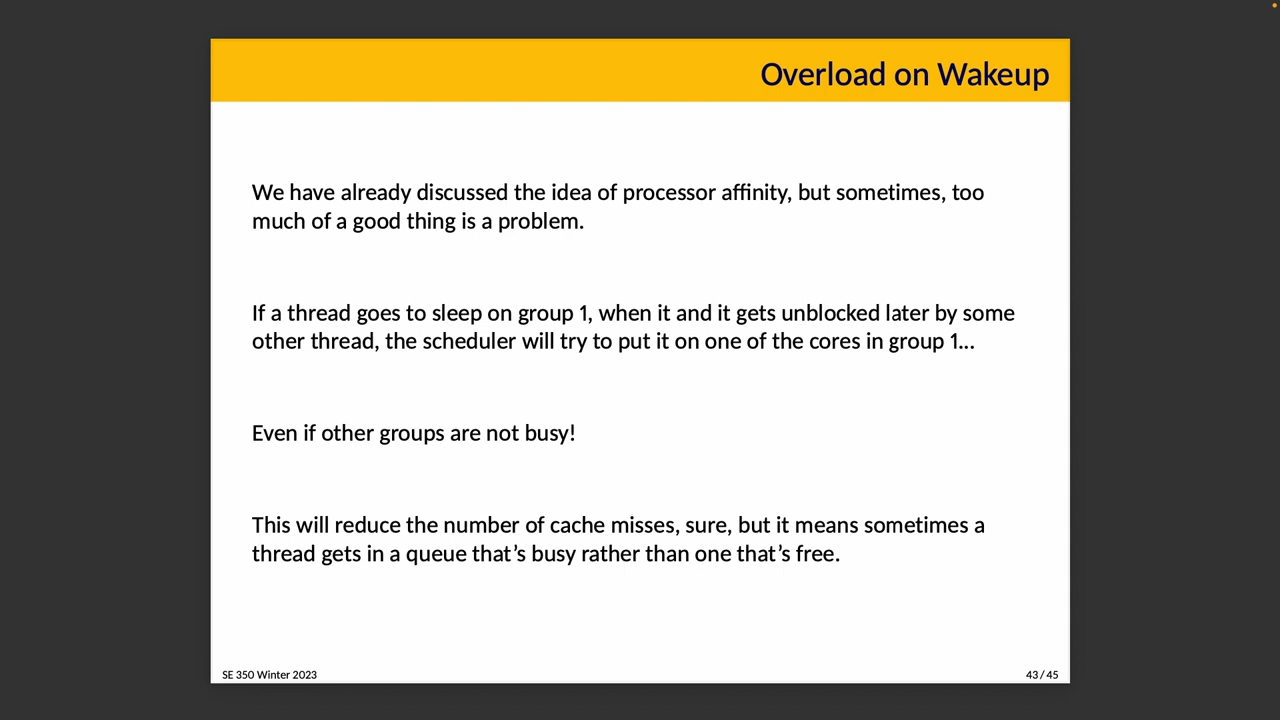 Overload on Wakeup
We have already discussed the idea of processor affinity, but sometimes, too
much of a good thing is a problem.
If a thread goes to sleep on group 1, when it and it gets unblocked later by some
other thread, the scheduler will try to put it on one of the cores in group 1...
Even if other groups are not busy!
This will reduce the number of cache misses, sure, but it means sometimes a
thread gets in a queue that’s busy rather than one that’s free.
SE 350 Winter 2023
43 / 45